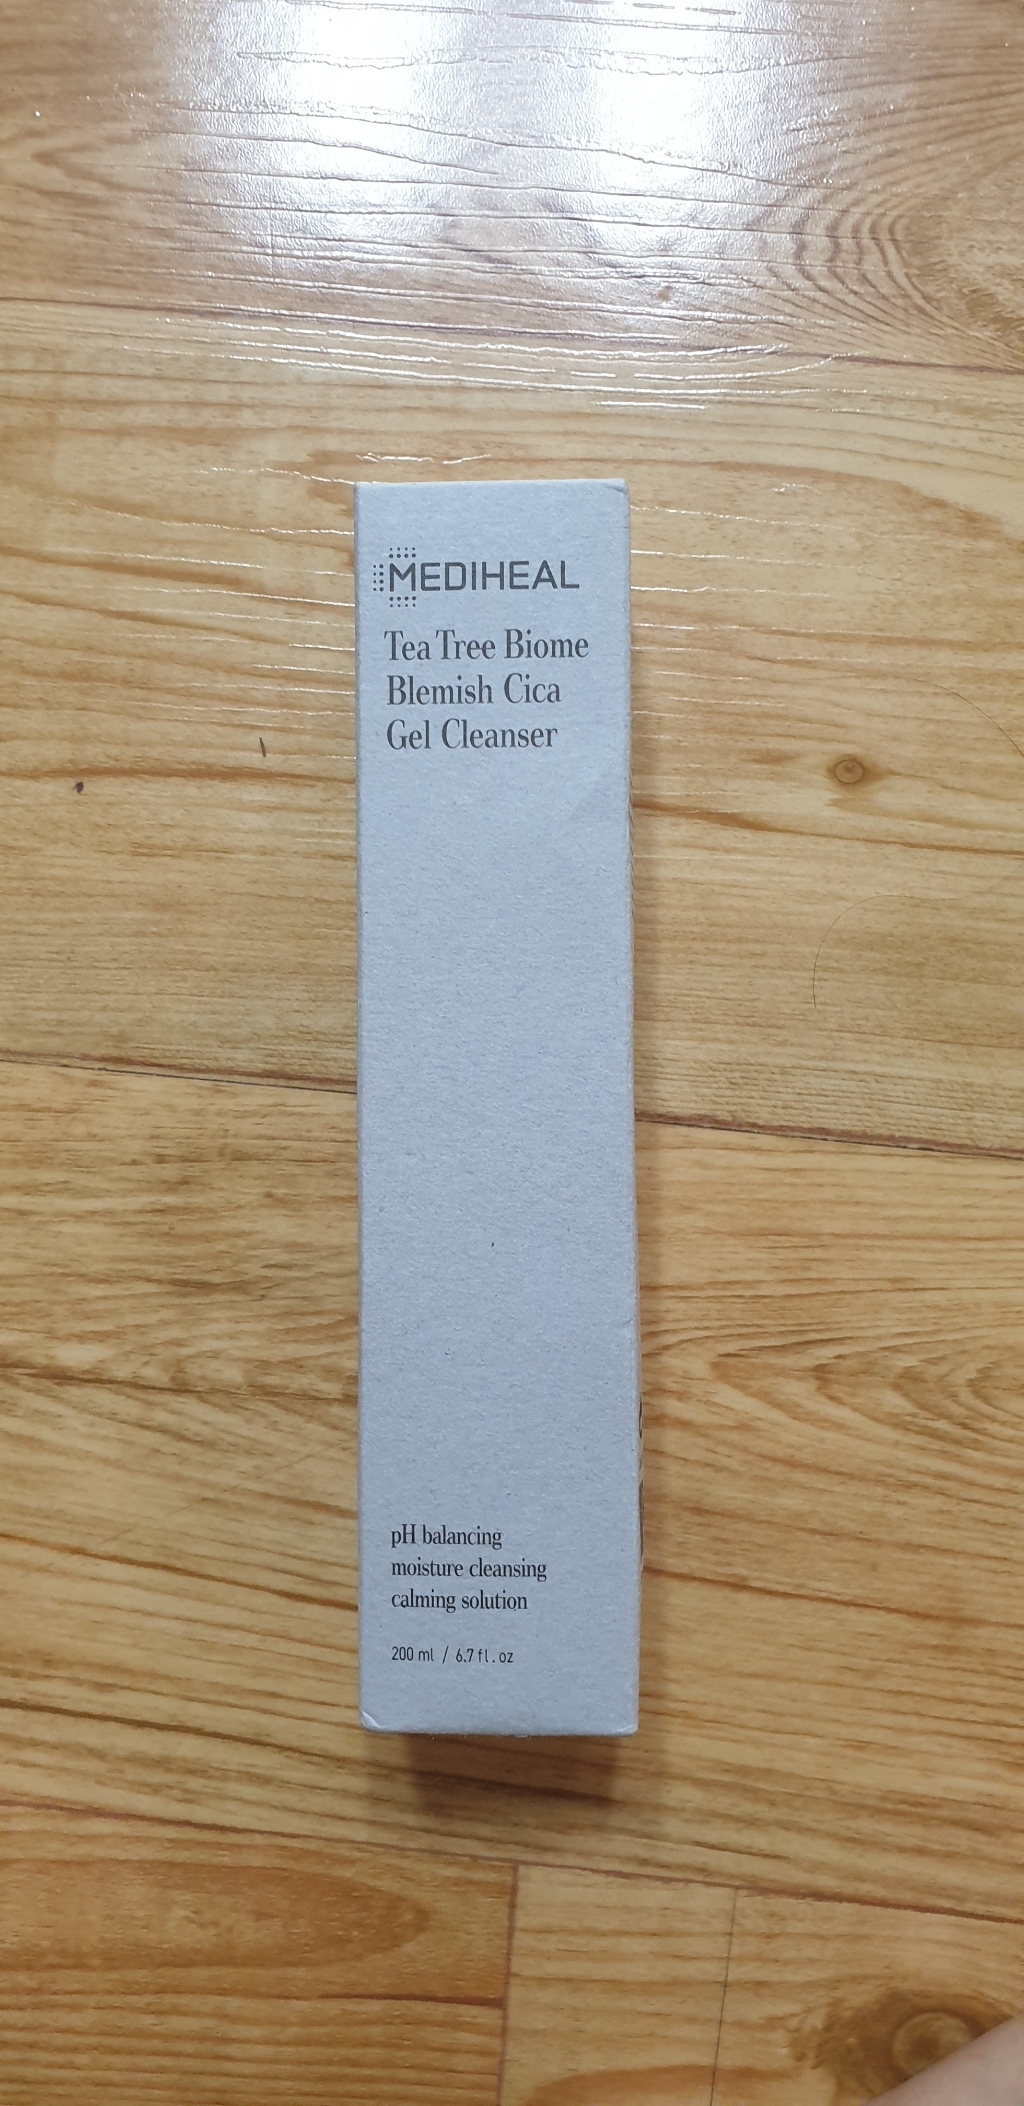 MEDIHEAL
Tea Tree Biome
Blemish Cica
Gel Cleanser
pH balancing
moisture cleansing
calming solution
200 ml / 6.7 fl. oz